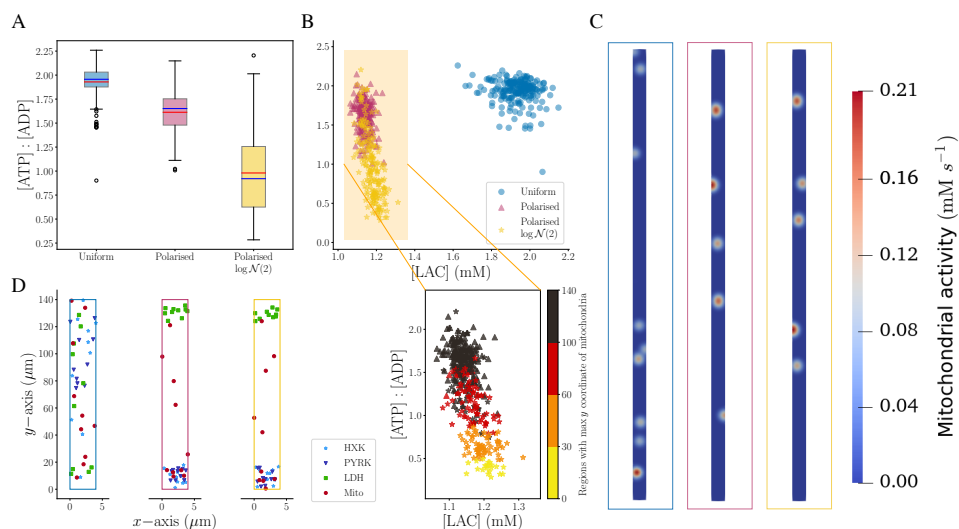 A
2.25
2.00
1.75
1.50
1.25
1.00
0.75
0.50
0.25
[ATP] : [ADP]
Uniform
Polarised
Polarised
log 𝒩(2)
B
2.5
2.0
1.5
1.0
0.5
0.0
1.0
1.2
1.4
1.6
1.8
2.0
2.2
[LAC] (mM)
Uniform
Polarised
Polarised
log 𝒩(2)
[ATP] : [ADP]
2.0
1.5
1.0
0.5
1.1
1.2
1.3
[LAC] (mM)
140
100
60
30
0
Regions with max y coordinate of mitochondria
C
0.21
0.16
0.12
0.08
0.04
0.00
Mitochondrial activity (mM s⁻¹)
D
140
120
100
80
60
40
20
0
y−axis (μm)
0 5
0 5
0 5
x−axis (μm)
HXK
PYRK
LDH
Mito